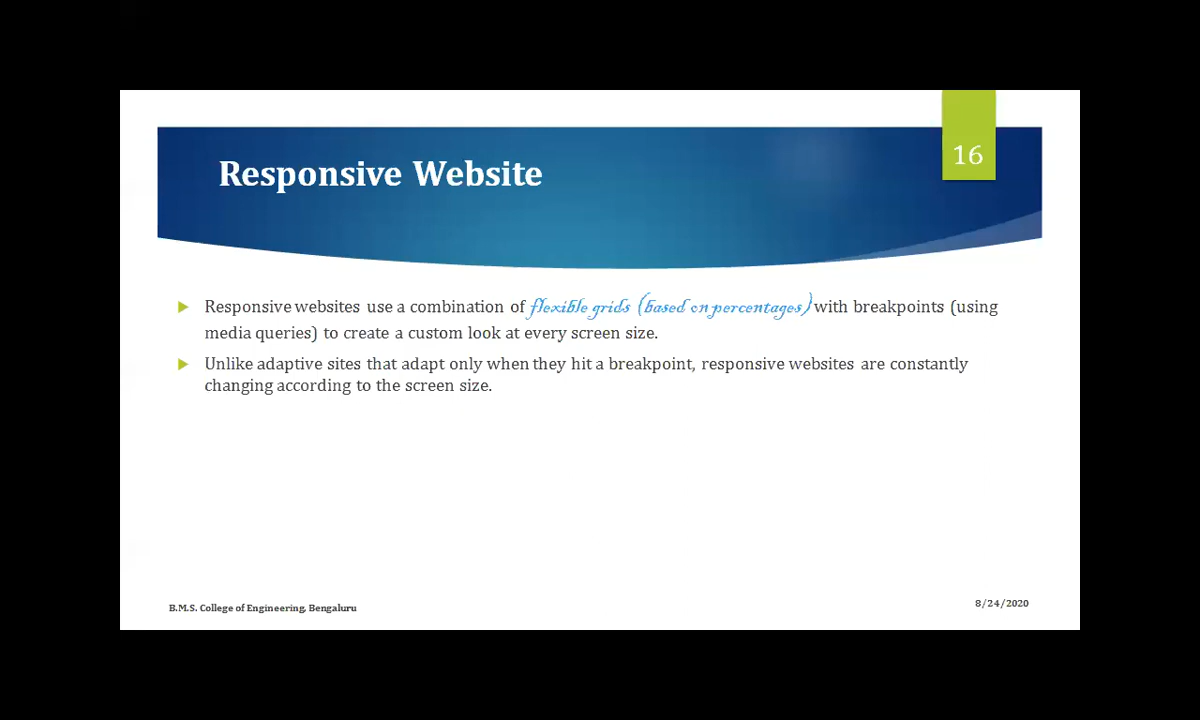 16
Responsive Website
Responsive websites use a combination of flexible grids (based on percentages) with breakpoints (using
media queries) to create a custom look at every screen size.
Unlike adaptive sites that adapt only when they hit a breakpoint, responsive websites are constantly
changing according to the screen size.
B.M.S. College of Engineering, Bengaluru
8/24/2020